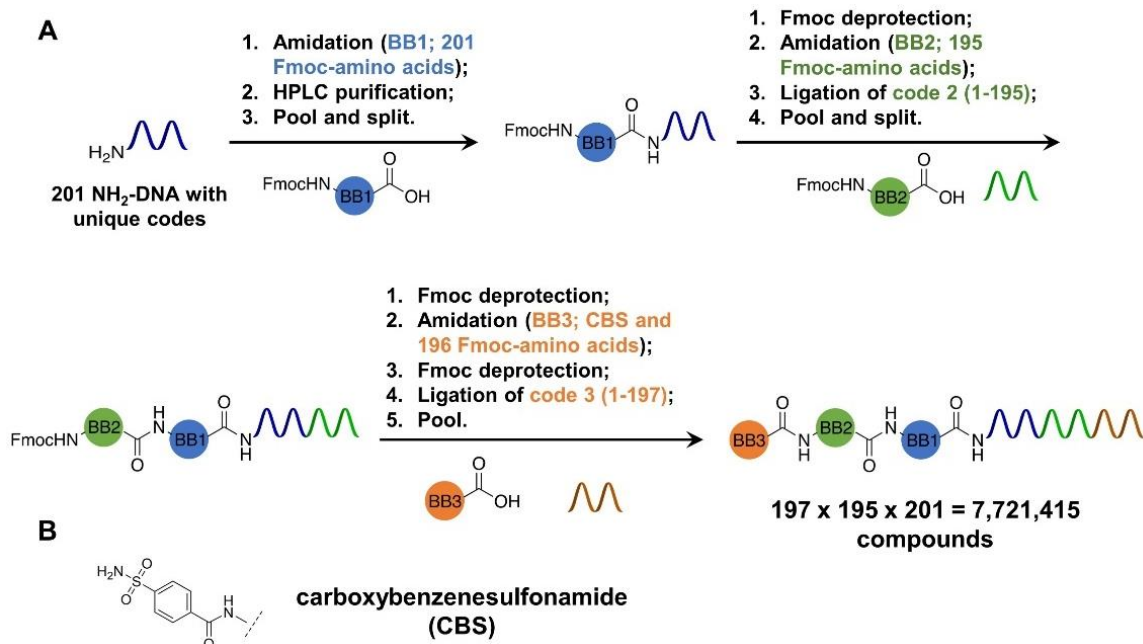 A
1. Amidation (BB1; 201
Fmoc-amino acids);
2. HPLC purification;
3. Pool and split.
1. Fmoc deprotection;
2. Amidation (BB2; 195
Fmoc-amino acids);
3. Ligation of code 2 (1-195);
4. Pool and split.
H₂N
201 NH₂-DNA with
unique codes
FmocHN BB1 O OH
FmocHN BB1 O N H
FmocHN BB2 O OH
1. Fmoc deprotection;
2. Amidation (BB3; CBS and
196 Fmoc-amino acids);
3. Fmoc deprotection;
4. Ligation of code 3 (1-197);
5. Pool.
FmocHN BB2 O H N BB1 O N H
BB3 O OH
BB3 O N H BB2 O H N BB1 O N H
197 x 195 x 201 = 7,721,415
compounds
B
H₂N S O O O H N
carboxybenzenesulfonamide
(CBS)